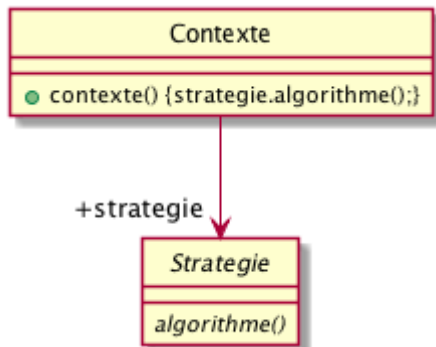 Contexte
contexte() {strategie.algorithme();}
+strategie
Strategie
algorithme()